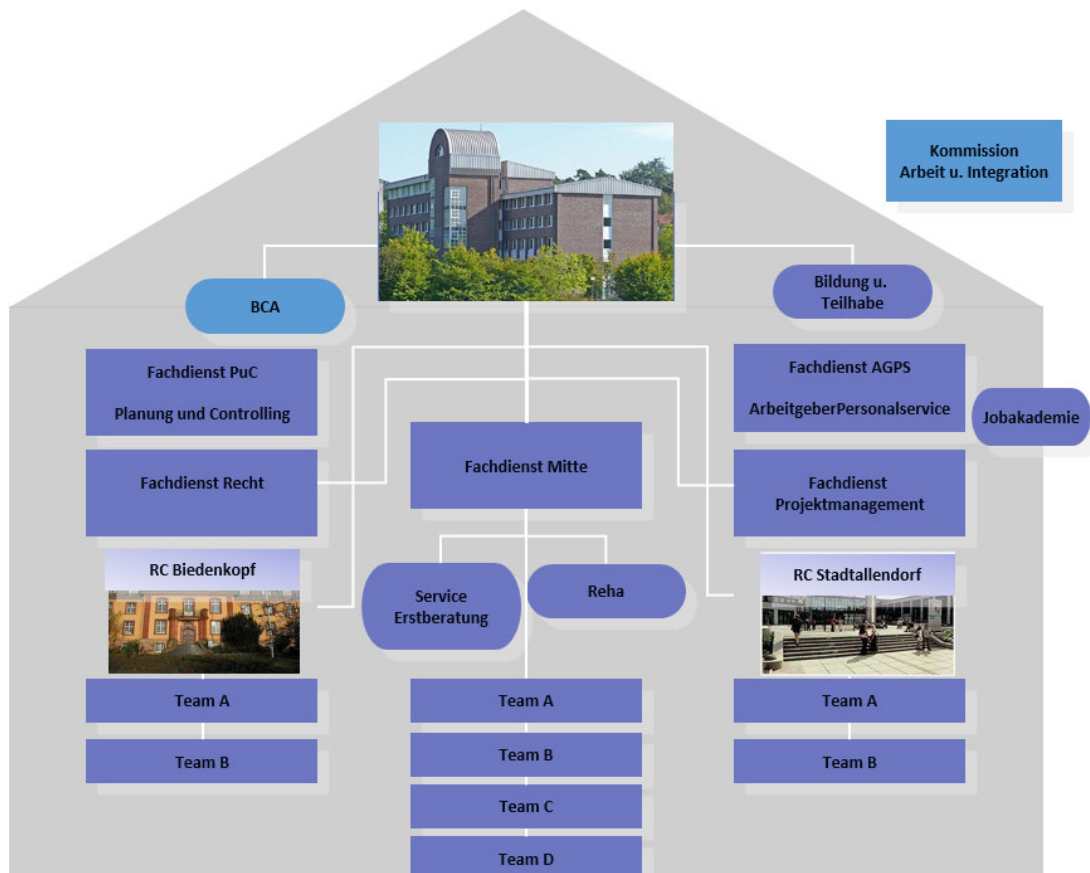 Kommission
Arbeit u. Integration
BCA
Bildung u.
Teilhabe
Fachdienst PuC
Planung und Controlling
Fachdienst AGPS
ArbeitgeberPersonalservice
Jobakademie
Fachdienst Recht
Fachdienst Mitte
Fachdienst
Projektmanagement
RC Biedenkopf
Service
Erstberatung
Reha
RC Stadtallendorf
Team A
Team B
Team A
Team B
Team C
Team D
Team A
Team B